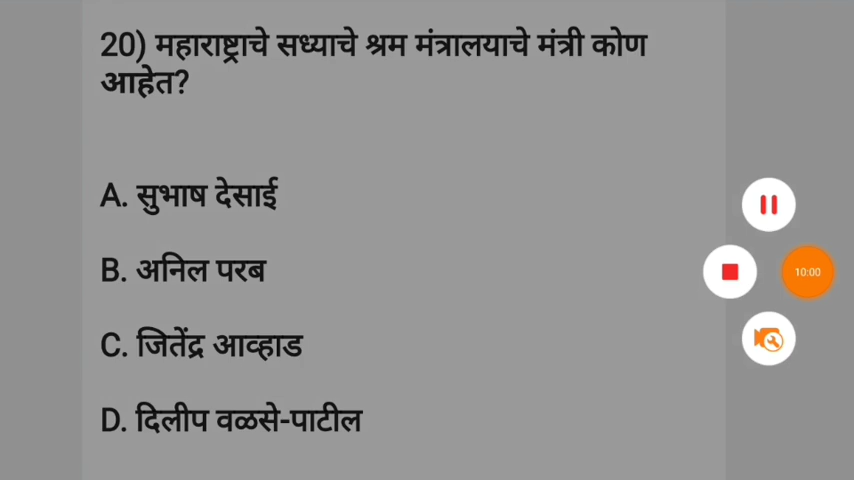 20) महाराष्ट्राचे सध्याचे श्रम मंत्रालयाचे मंत्री कोण
आहेत?
A. सुभाष देसाई
B. अनिल परब
C. जितेंद्र आव्हाड
D. दिलीप वळसे-पाटील
10:00